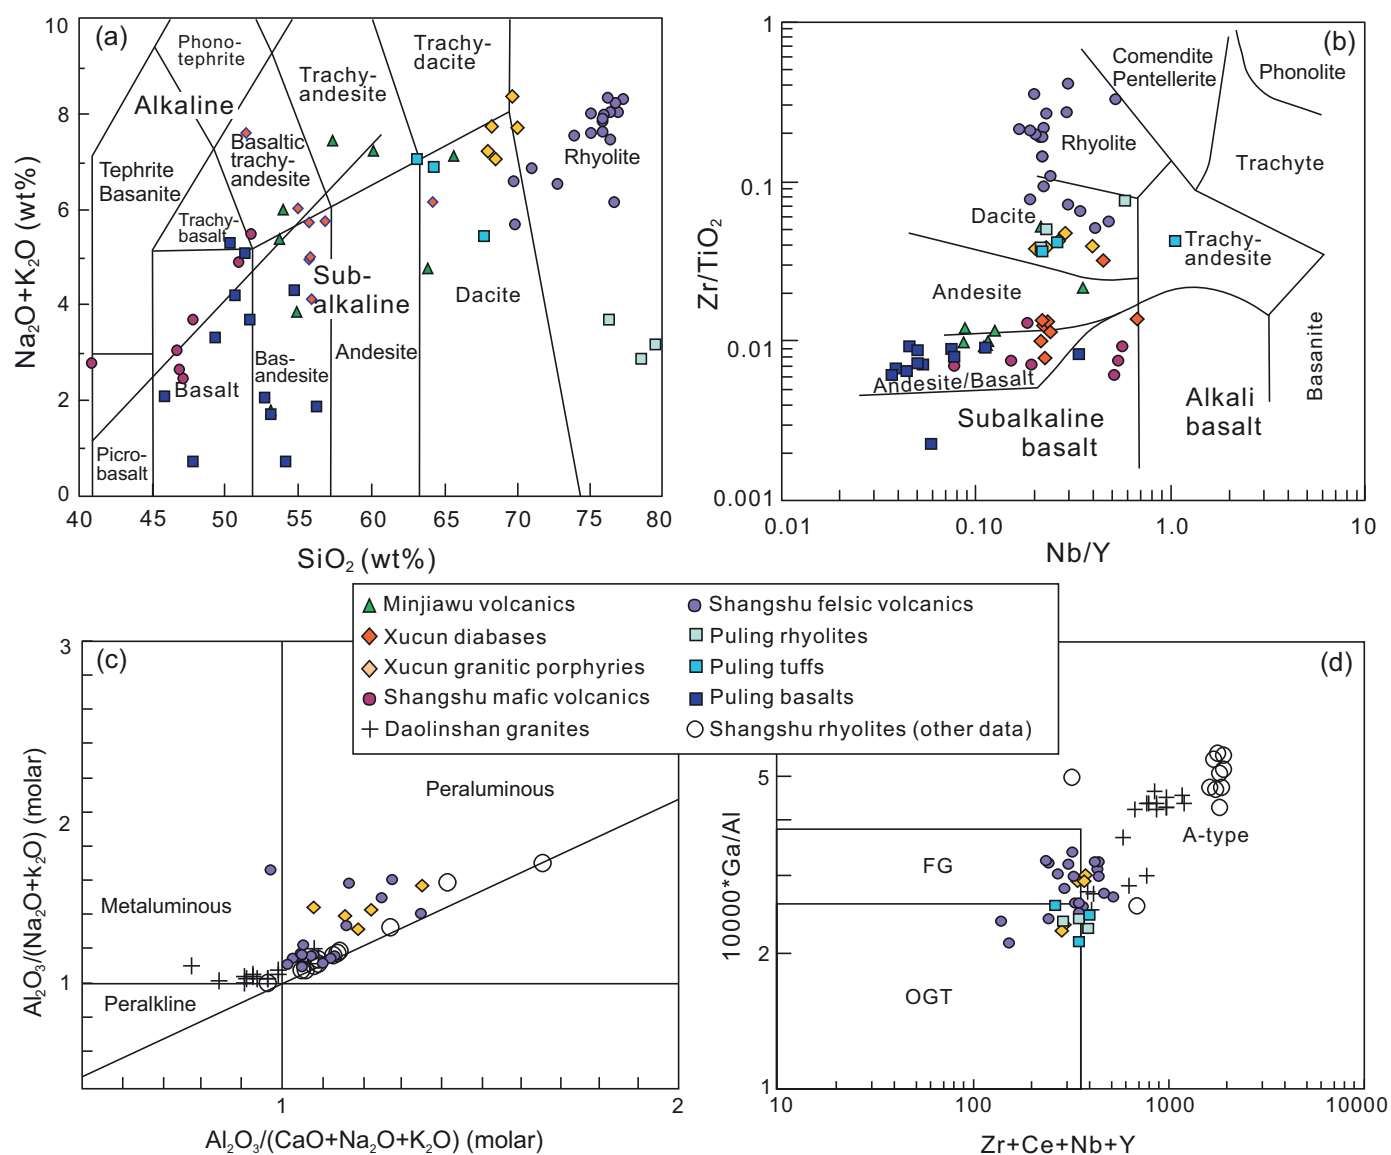 (a)
10
8
6
4
2
0
Na₂O+K₂O (wt%)
40
45
50
55
60
65
70
75
80
SiO₂ (wt%)
Phono-
tephrite
Alkaline
Trachy-
andesite
Trachy-
dacite
Tephrite
Basanite
Basaltic
trachy-
andesite
Rhyolite
Trachy-
basalt
Sub-
alkaline
Dacite
Bas-
andesite
Andesite
Basalt
Picro-
basalt
(b)
1
0.1
0.01
0.001
Zr/TiO₂
0.01
0.10
1.0
10
Nb/Y
Comendite
Pentellerite
Phonolite
Rhyolite
Trachyte
Dacite
Trachy-
andesite
Andesite
Andesite/Basalt
Subalkaline
basalt
Alkali
basalt
Basanite
Minjiawu volcanics
Xucun diabases
Xucun granitic porphyries
Shangshu mafic volcanics
Daolinshan granites
Shangshu felsic volcanics
Puling rhyolites
Puling tuffs
Puling basalts
Shangshu rhyolites (other data)
(c)
3
2
1
Al₂O₃/(Na₂O+k₂O) (molar)
1
2
Al₂O₃/(CaO+Na₂O+K₂O) (molar)
Peraluminous
Metaluminous
Peralkline
(d)
5
2
1
10000*Ga/Al
10
100
1000
10000
Zr+Ce+Nb+Y
A-type
FG
OGT